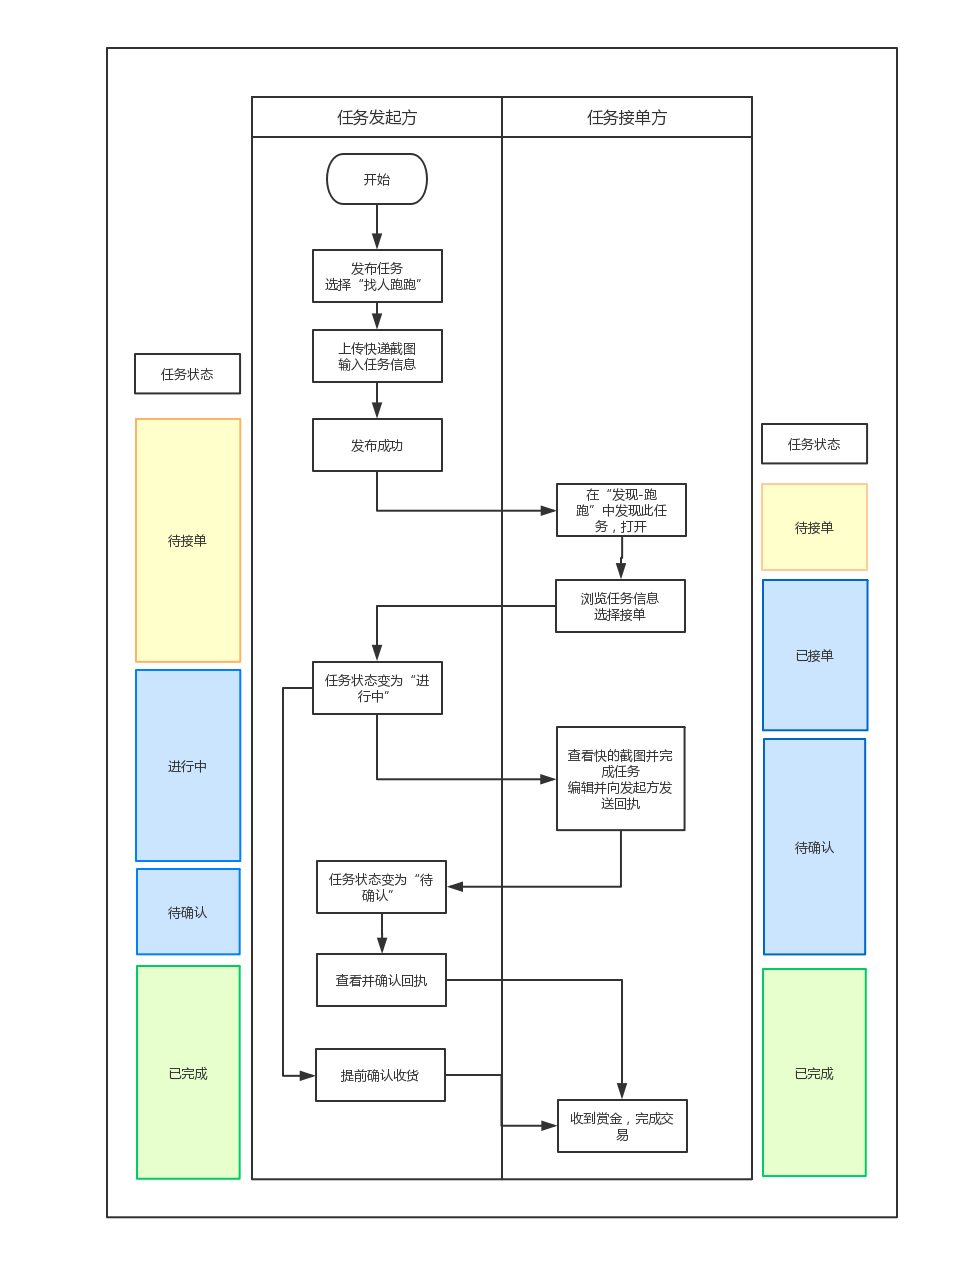 任务发起方
任务接单方
开始
发布任务
选择“找人跑跑”
上传快递截图
输入任务信息
任务状态
发布成功
任务状态
在“发现-跑
跑”中发现此任
务，打开
待接单
待接单
浏览任务信息
选择接单
已接单
任务状态变为“进
行中”
进行中
查看快的截图并完
成任务
编辑并向发起方发
送回执
待确认
任务状态变为“待
确认”
待确认
查看并确认回执
已完成
提前确认收货
已完成
收到赏金，完成交
易